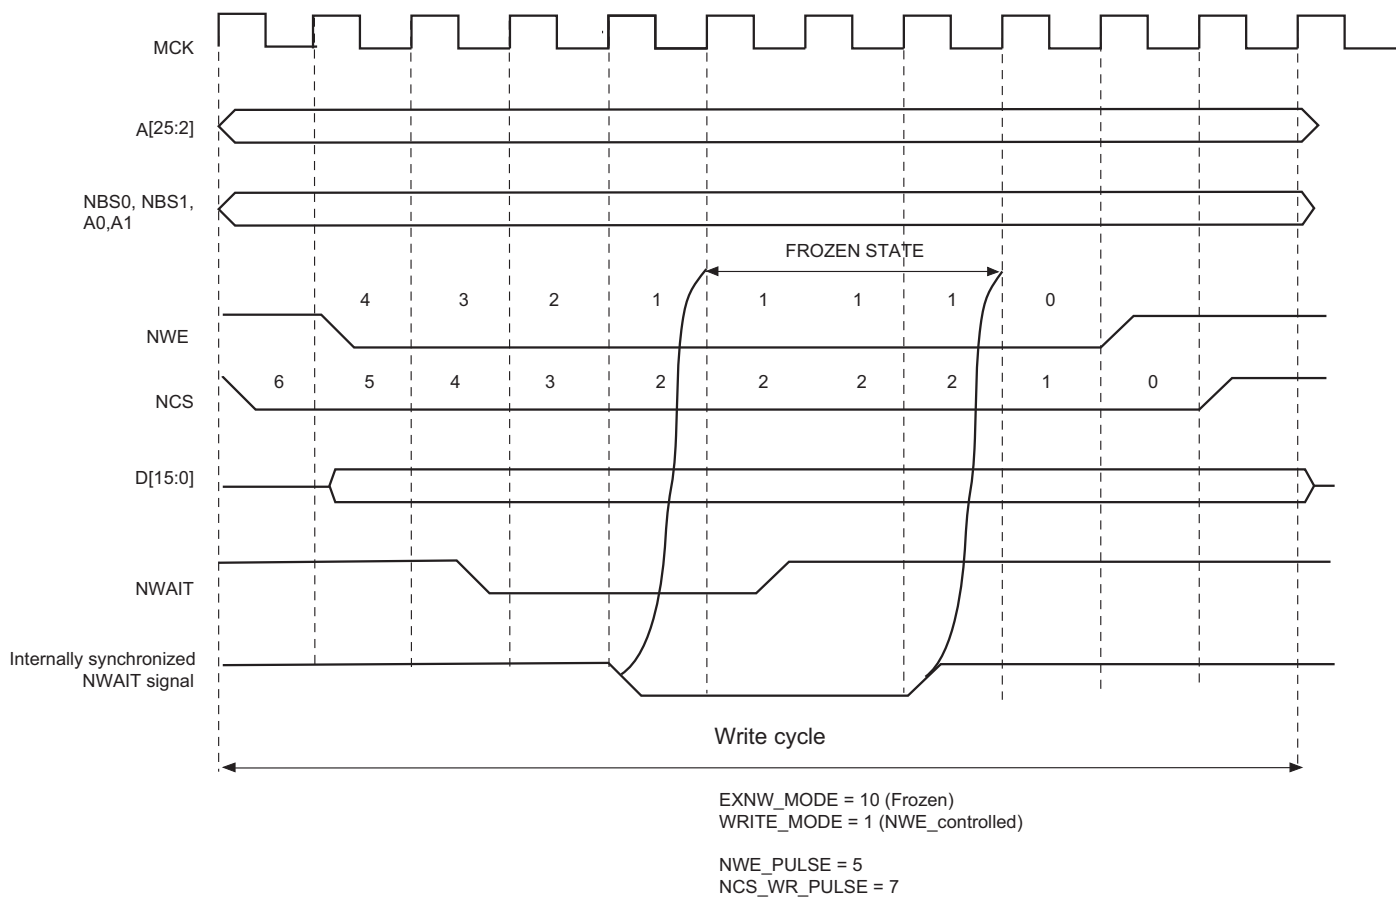 MCK
A[25:2]
NBS0, NBS1,
A0,A1
FROZEN STATE
4 3 2 1 1 1 1 0
NWE
6 5 4 3 2 2 2 2 1 0
NCS
D[15:0]
NWAIT
Internally synchronized
NWAIT signal
Write cycle
EXNW_MODE = 10 (Frozen)
WRITE_MODE = 1 (NWE_controlled)
NWE_PULSE = 5
NCS_WR_PULSE = 7